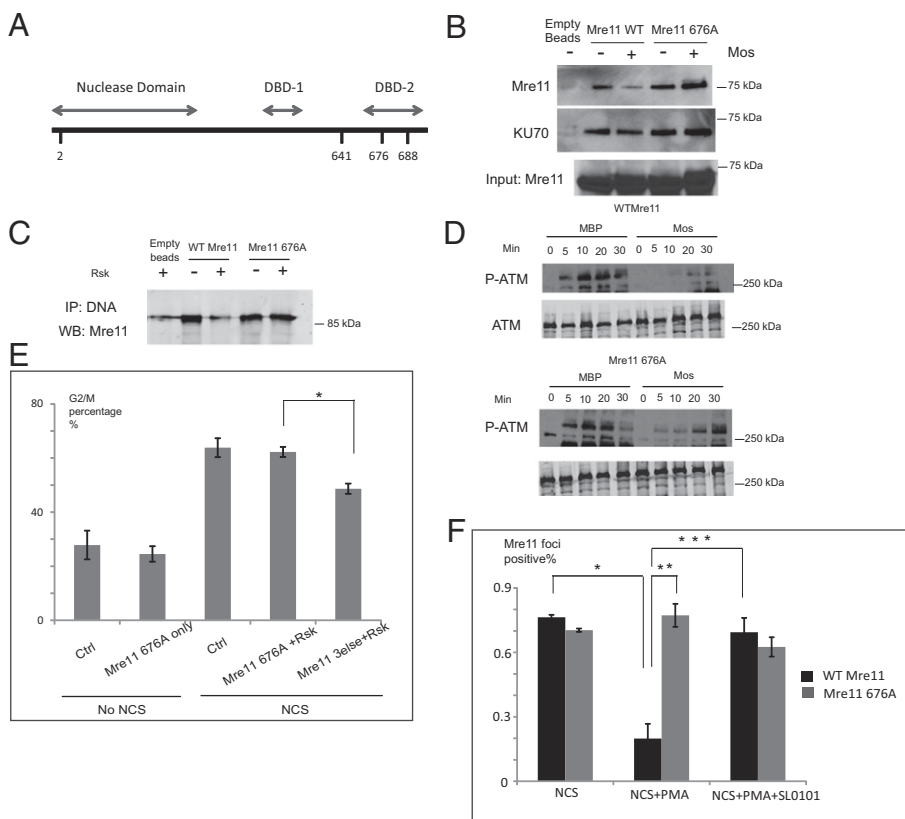 A
Nuclease Domain DBD-1 DBD-2
2 641 676 688
B
Empty Beads Mre11 WT Mre11 676A
- - + - + Mos
Mre11 75 kDa
KU70 75 kDa
Input: Mre11 75 kDa
C
Empty beads WT Mre11 Mre11 676A
Rsk + - + - +
IP: DNA
WB: Mre11
85 kDa
D
WTMre11
MBP Mos
Min 0 5 10 20 30 0 5 10 20 30
P-ATM 250 kDa
ATM 250 kDa
Mre11 676A
MBP Mos
Min 0 5 10 20 30 0 5 10 20 30
P-ATM 250 kDa
250 kDa
E
G2/M
percentage
%
*
80
40
0
Ctrl Mre11 676A only Ctrl Mre11 676A +Rsk Mre11 3else+Rsk
No NCS NCS
F
Mre11 foci
positive%
* ** ***
0.9
0.6
0.3
0
WT Mre11
Mre11 676A
NCS NCS+PMA NCS+PMA+SL0101